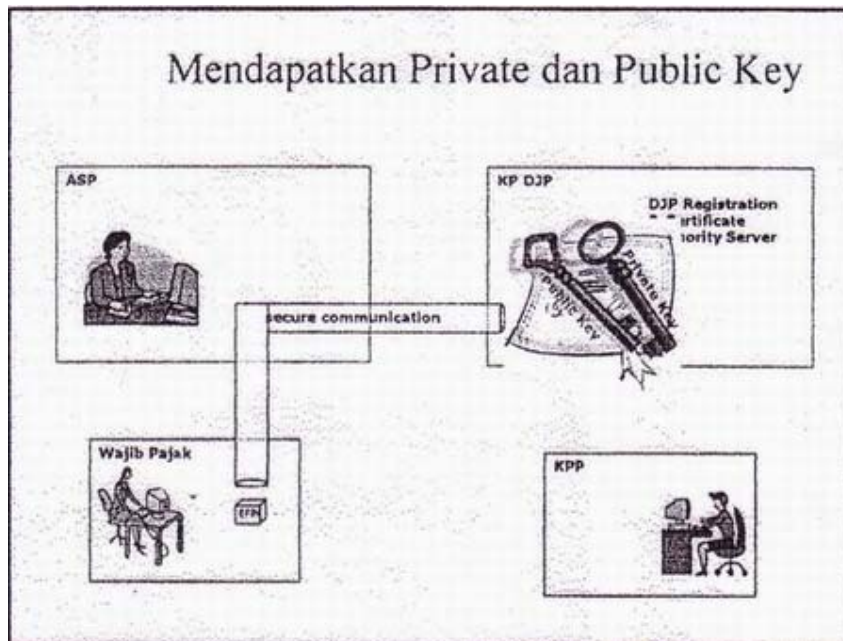 Mendapatkan Private dan Public Key
ASP
KP DJP
DJP Registration
Server
Private Key
Public Key
secure communication
Wajib Pajak
KPP